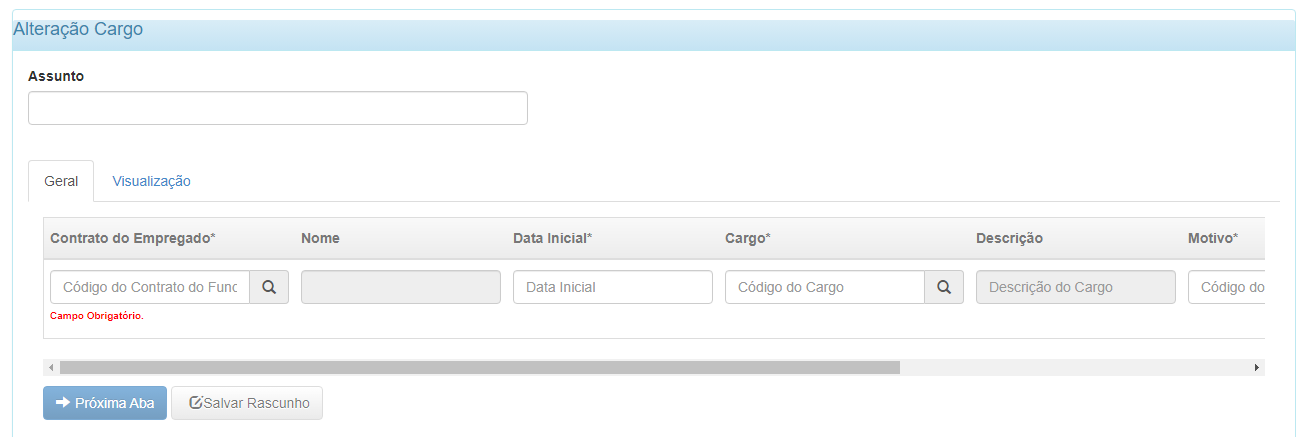 Alteração Cargo
Assunto
Geral Visualização
Contrato do Empregado* Nome Data Inicial* Cargo* Descrição Motivo*
Código do Contrato do Func Data Inicial Código do Cargo Descrição do Cargo Código do
Campo Obrigatório.
Próxima Aba Salvar Rascunho